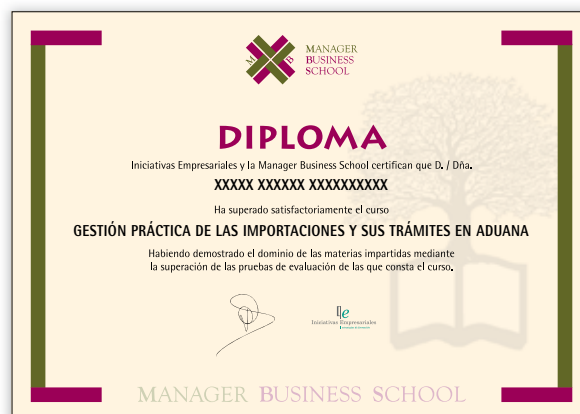 M B
MANAGER
BUSINESS
SCHOOL
DIPLOMA
Iniciativas Empresariales y la Manager Business School certifican que D. / Dña.
XXXXX XXXXXX XXXXXXXXXX
Ha superado satisfactoriamente el curso
GESTIÓN PRÁCTICA DE LAS IMPORTACIONES Y SUS TRÁMITES EN ADUANA
Habiendo demostrado el dominio de las materias impartidas mediante
la superación de las pruebas de evaluación de las que consta el curso.
Iniciativas Empresariales
MANAGER BUSINESS SCHOOL